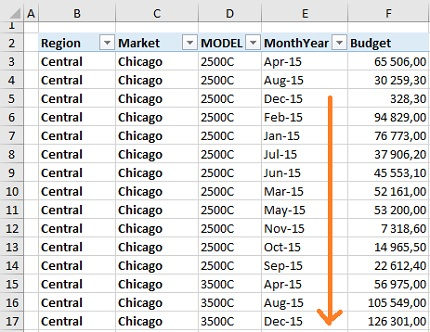 A B C D E F
1
2 Region Market MODEL MonthYear Budget
3 Central Chicago 2500C Apr-15 65 506,00
4 Central Chicago 2500C Aug-15 30 259,30
5 Central Chicago 2500C Dec-15 328,30
6 Central Chicago 2500C Feb-15 94 829,00
7 Central Chicago 2500C Jan-15 76 773,00
8 Central Chicago 2500C Jul-15 37 906,20
9 Central Chicago 2500C Jun-15 45 553,10
10 Central Chicago 2500C Mar-15 52 161,00
11 Central Chicago 2500C May-15 53 200,00
12 Central Chicago 2500C Nov-15 7 318,60
13 Central Chicago 2500C Oct-15 14 965,50
14 Central Chicago 2500C Sep-15 22 612,40
15 Central Chicago 3500C Apr-15 56 975,00
16 Central Chicago 3500C Aug-15 105 549,00
17 Central Chicago 3500C Dec-15 126 301,00